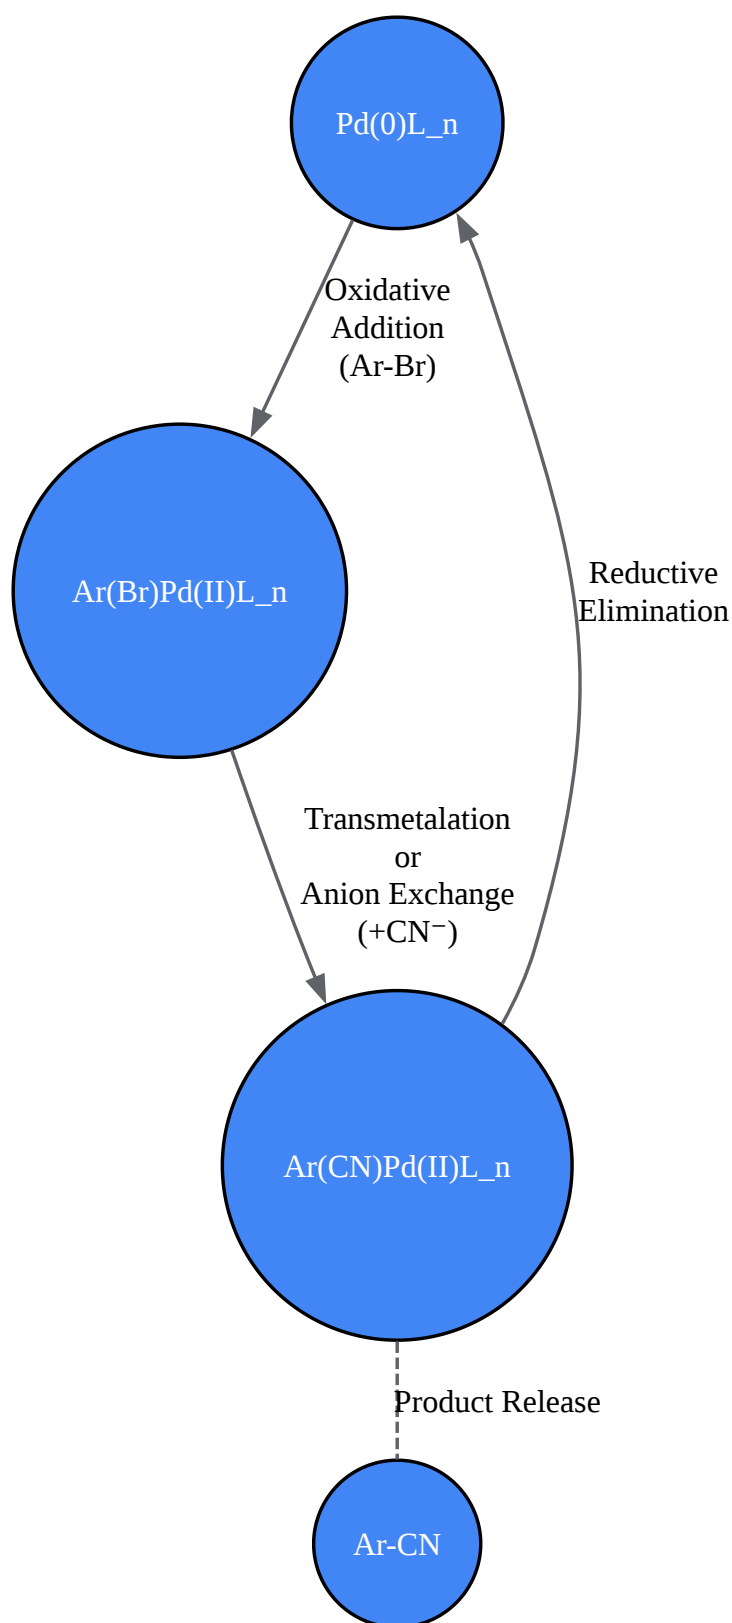 Pd(0)L_n
Oxidative
Addition
(Ar-Br)
Ar(Br)Pd(II)L_n
Reductive
Elimination
Transmetalation
or
Anion Exchange
(+CN⁻)
Ar(CN)Pd(II)L_n
Product Release
Ar-CN